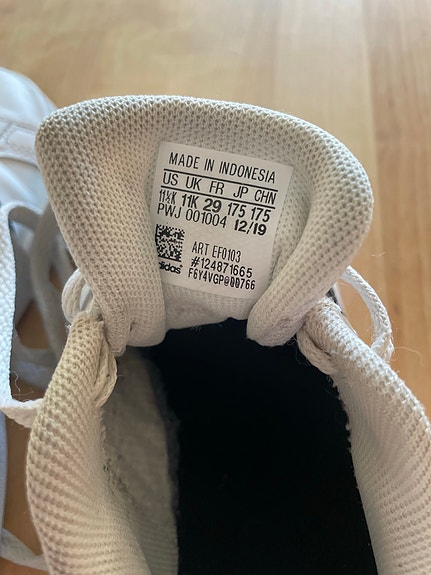 MADE IN INDONESIA
US UK FR JP CHN
11½K 11K 29 175 175
PWJ 001004 12/19
ART EF0103
#124871665
adidas F6Y4VGP@DD766